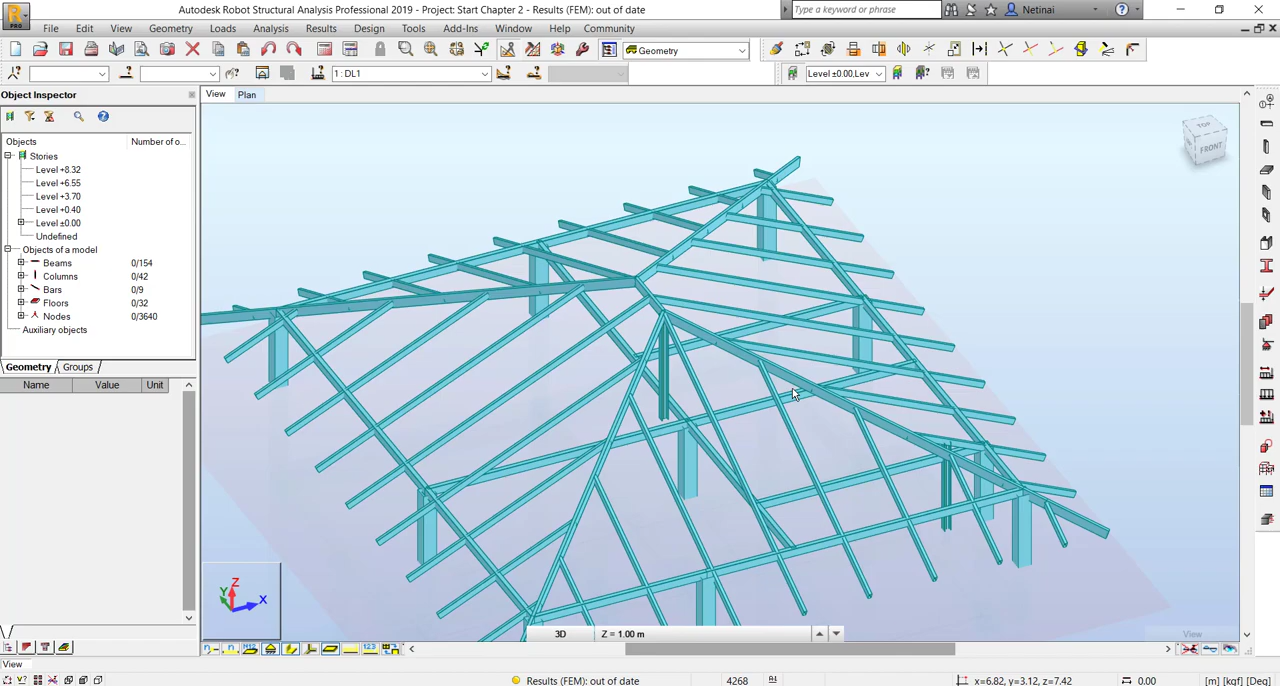 Autodesk Robot Structural Analysis Professional 2019 - Project: Start Chapter 2 - Results (FEM): out of date
Type a keyword or phrase
Netinai
PRO
File Edit View Geometry Loads Analysis Results Design Tools Add-Ins Window Help Community
Geometry
1: DL1
Level ±0.00.Lev
Object Inspector
View Plan
Objects Number of o...
Stories
Level +8.32
Level +6.55
Level +3.70
Level +0.40
Level ±0.00
Undefined
Objects of a model
Beams 0/154
Columns 0/42
Bars 0/9
Floors 0/32
Nodes 0/3640
Auxiliary objects
Geometry Groups
Name Value Unit
TOP
FRONT
Z
Y
X
3D Z = 1.00 m
View
View
Results (FEM): out of date 4268 x=6.82, y=3.12, z=7.42 0.00 [m] [kgf] [Deg]